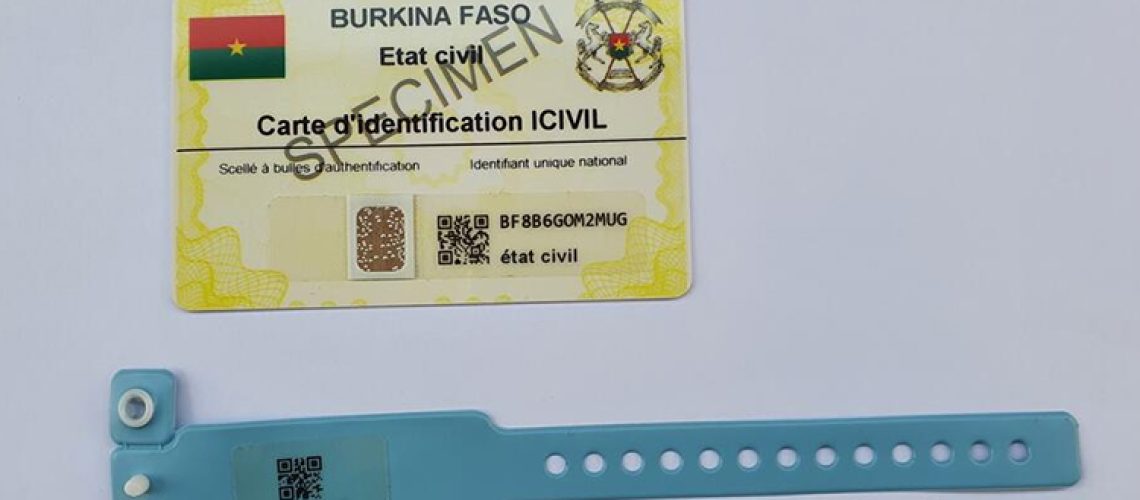 BURKINA FASO
Etat civil
SPECIMEN
Carte d'identification ICIVIL
Scellé à bulles d'authentification
Identifiant unique national
BF8B6GOM2MUG
état civil